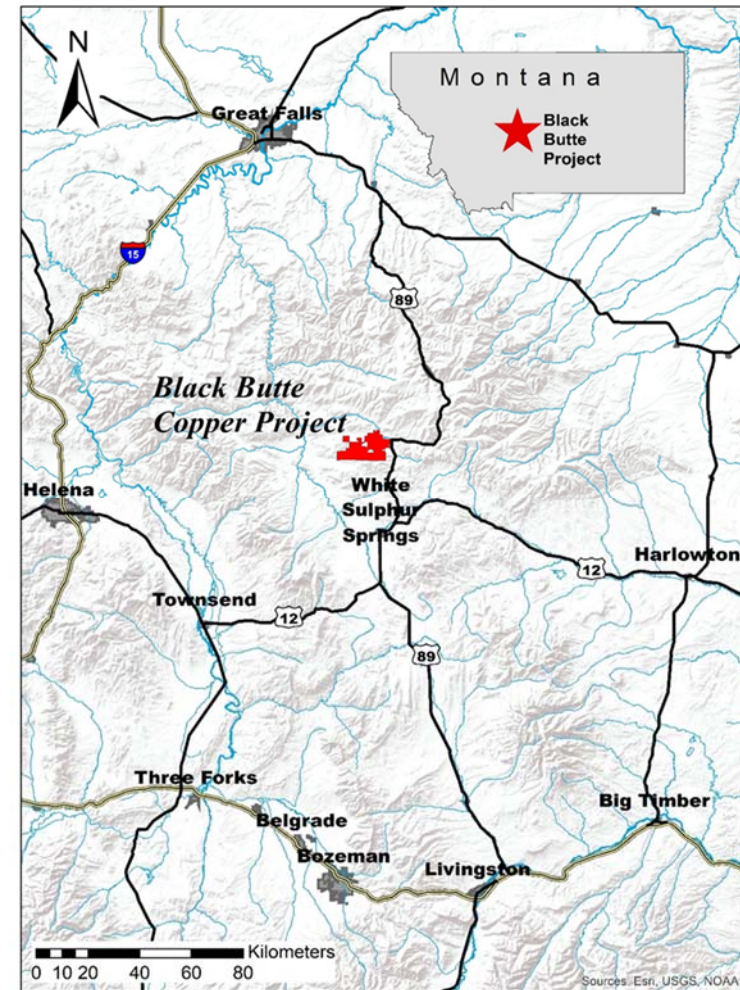 N
Montana
Black
Butte
Project
Great Falls
15
89
Black Butte
Copper Project
Helena
White
Sulphur
Springs
Harlowton
12
Townsend
12
89
Three Forks
Big Timber
Belgrade
Bozeman
Livingston
Kilometers
0 10 20 40 60 80
Sources: Esri, USGS, NOAA